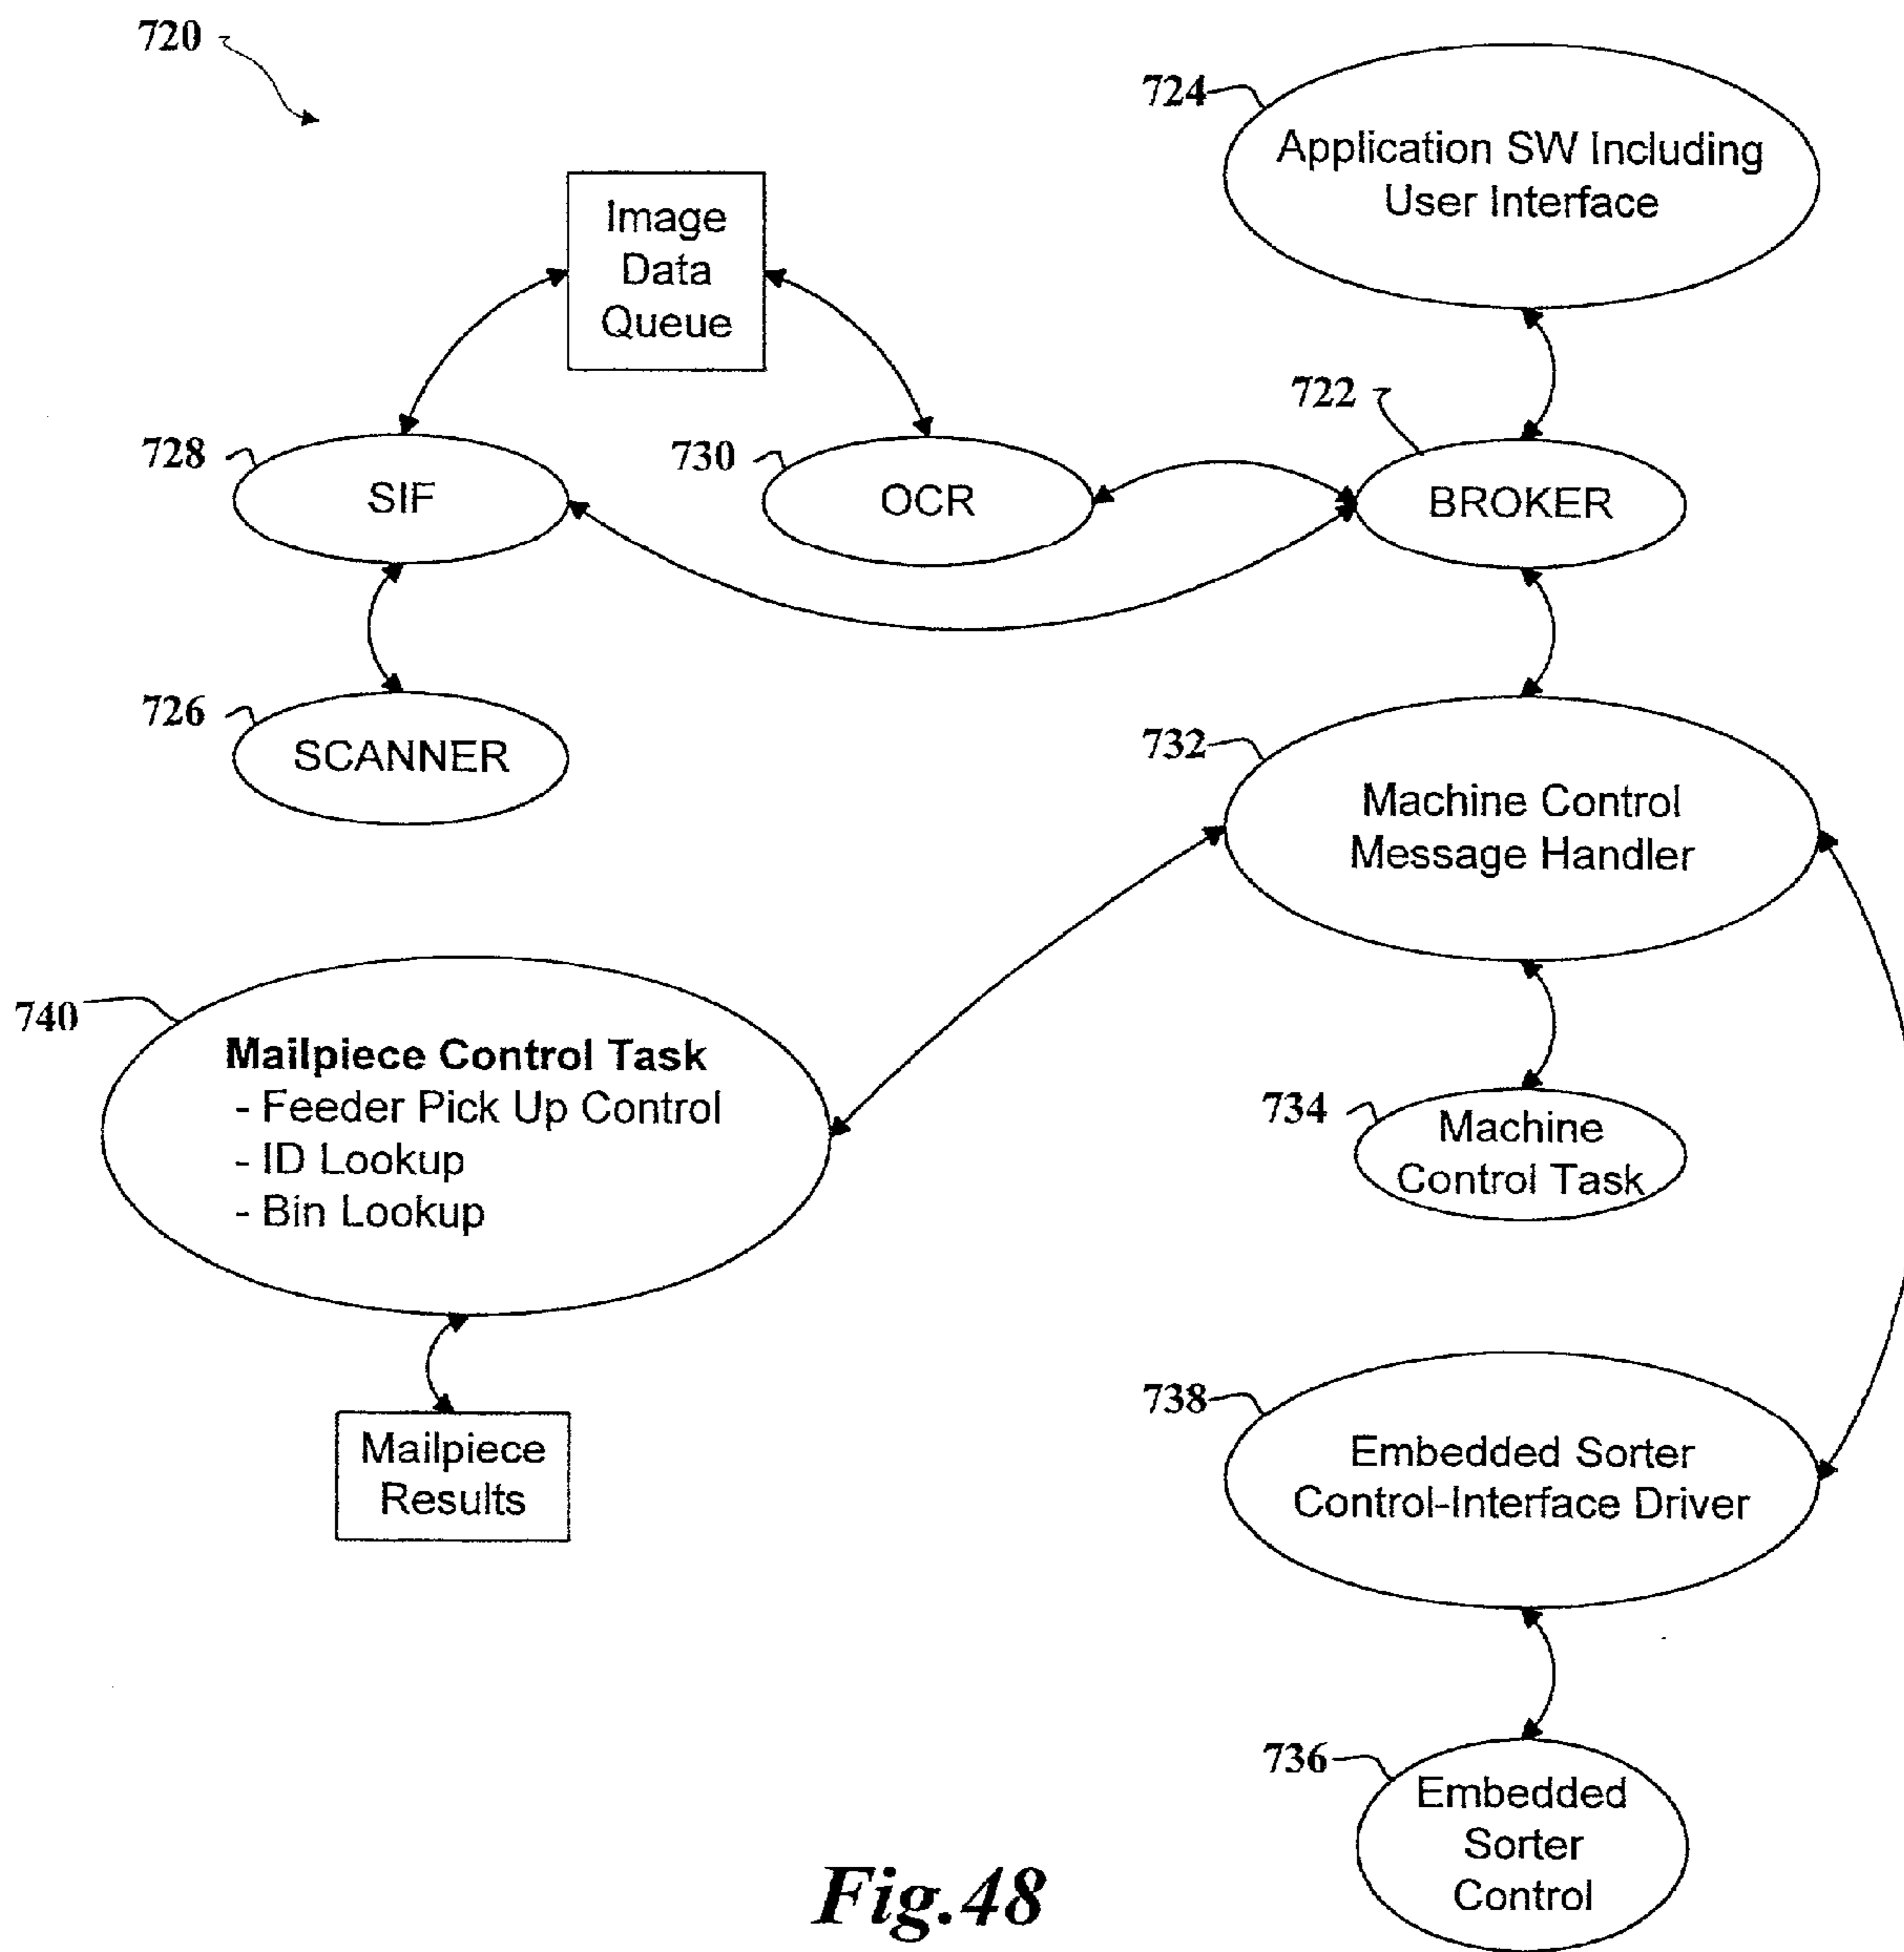 720
724
Application SW Including
User Interface
Image
Data
Queue
722
728
SIF
730
OCR
BROKER
726
SCANNER
732
Machine Control
Message Handler
740
Mailpiece Control Task
- Feeder Pick Up Control
- ID Lookup
- Bin Lookup
734
Machine
Control Task
Mailpiece
Results
738
Embedded Sorter
Control-Interface Driver
736
Embedded
Sorter
Control
Fig.48